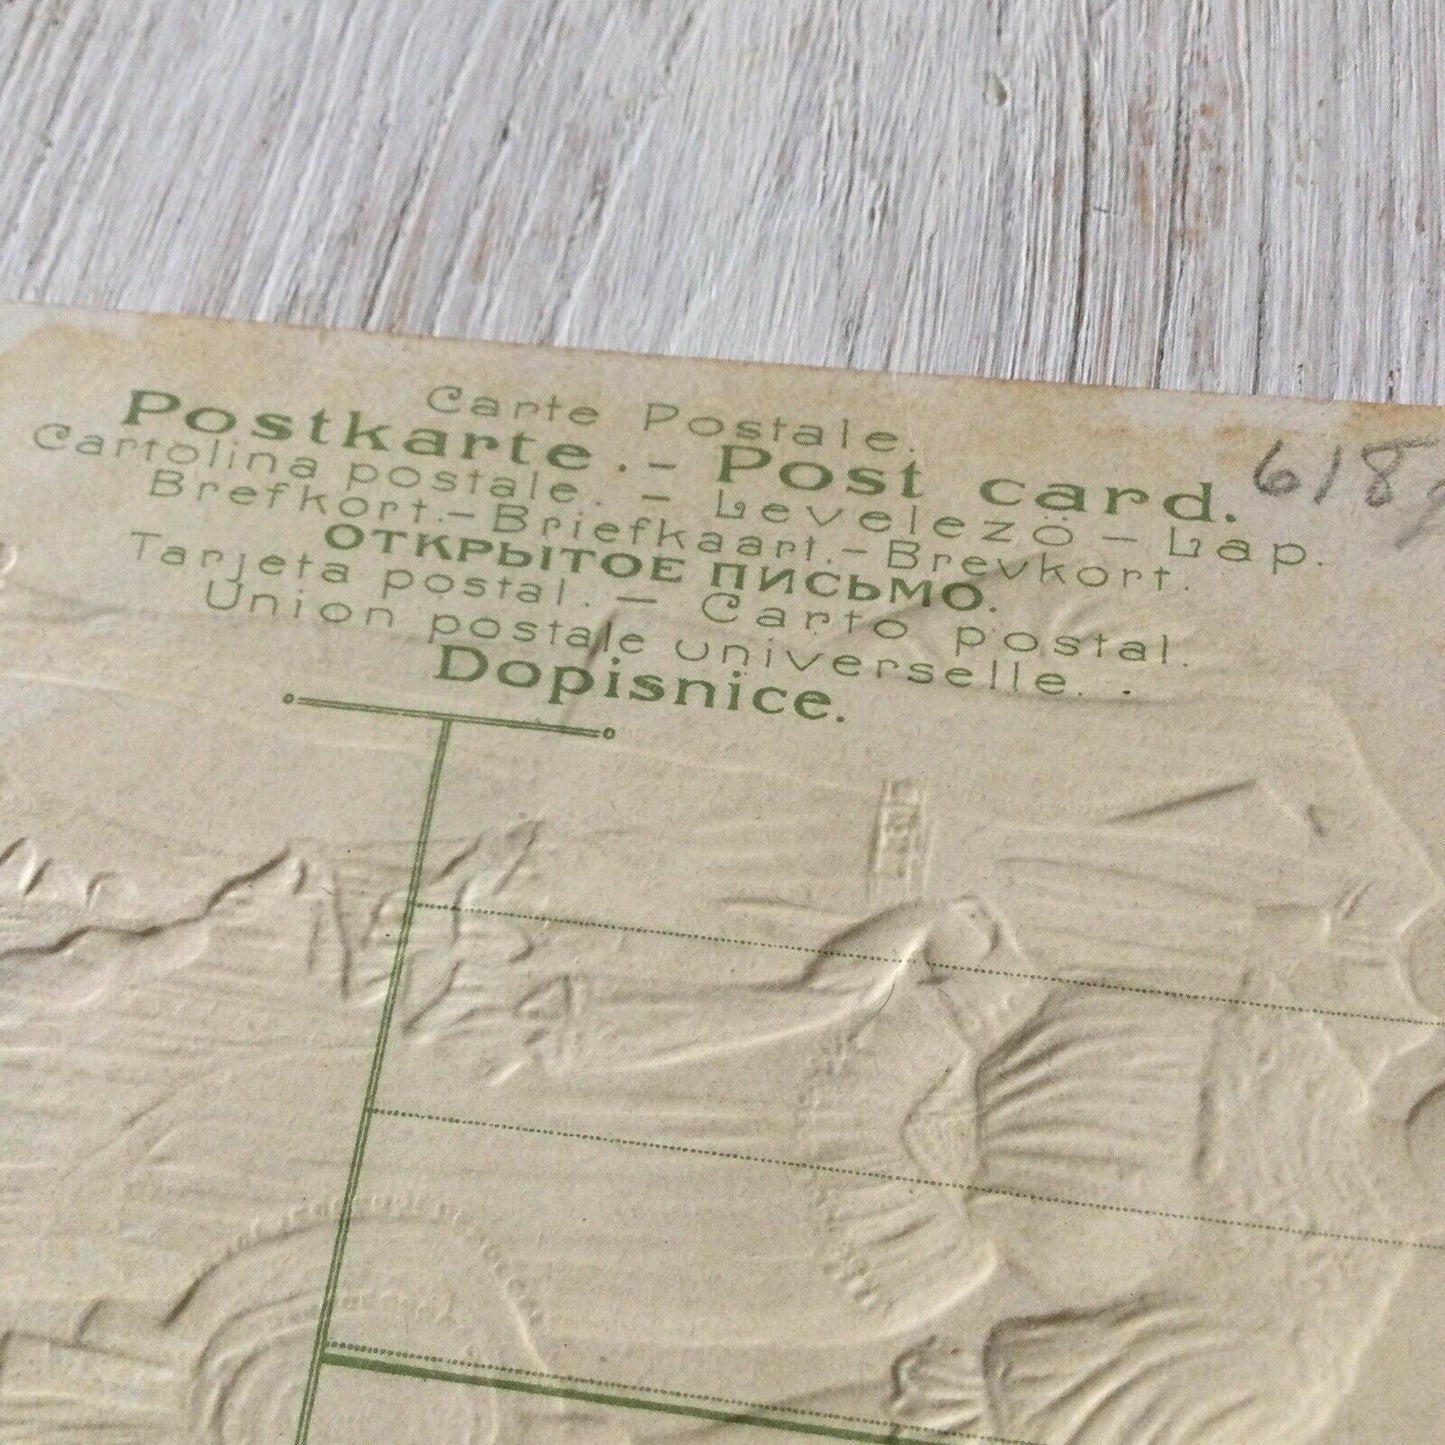 Carte Postale.
Postkarte. - Post card.
Cartolina postale. - Levelező - Lap.
Brefkort. - Briefkaart. - Brevkort.
ОТКРЫТОЕ ПИСЬМО.
Tarjeta postal. - Carto postal.
Union postale universelle. .
Dopisnice.
618